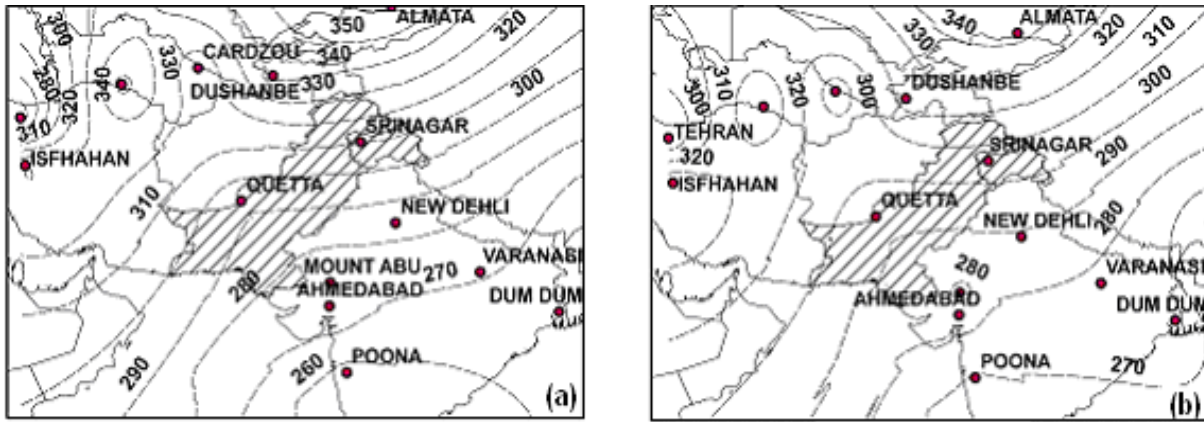 350
ALMATA
320
300
330
340
CARDZOU
310
280
320
340
330
300
DUSHANBE
310
SRINAGAR
ISFHAHAN
QUETTA
310
NEW DEHLI
MOUNT ABU
270
VARANASI
280
AHMEDABAD
DUM DUM
290
260
POONA
(a)
340
ALMATA
330
320
310
310
320
300
300
DUSHANBE
300
TEHRAN
SRINAGAR
320
290
ISFHAHAN
QUETTA
NEW DEHLI
280
280
VARANASI
AHMEDABAD
DUM DUM
POONA
270
(b)